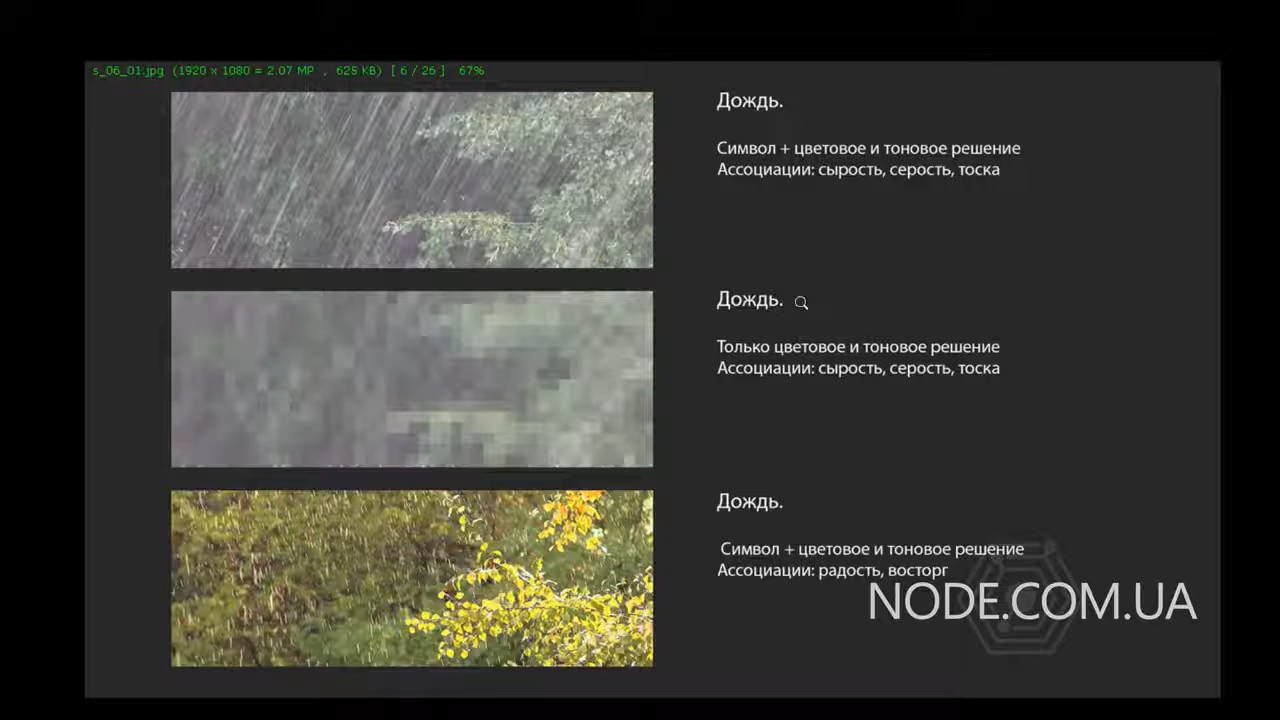 s_06_01.jpg (1920 x 1080 = 2.07 MP , 625 KB) [ 6 / 26 ] 67%
Дождь.
Символ + цветовое и тоновое решение
Ассоциации: сырость, серость, тоска
Дождь.
Только цветовое и тоновое решение
Ассоциации: сырость, серость, тоска
Дождь.
Символ + цветовое и тоновое решение
Ассоциации: радость, восторг
NODE.COM.UA